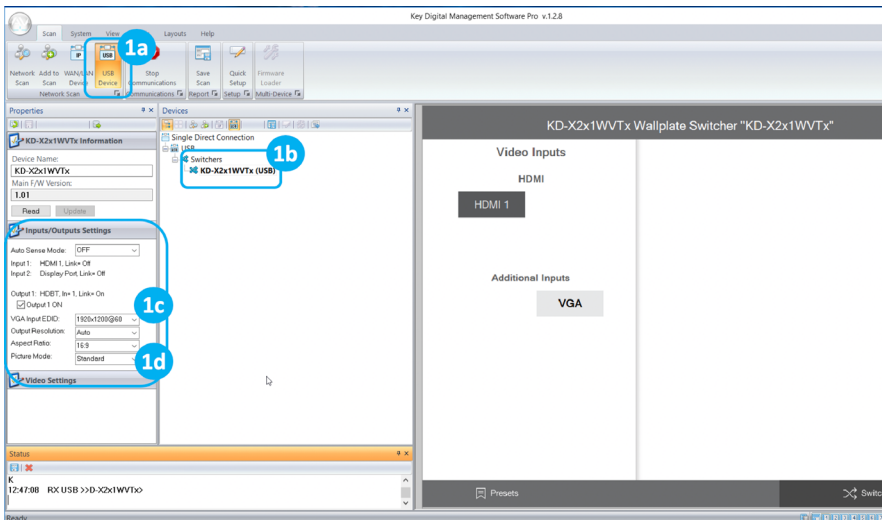 Key Digital Management Software Pro v.1.2.8
Scan System View Layouts Help
1a
IP USB
Network Scan
Add to Scan
WAN/LAN Device
USB Device
Stop Communications
Save Scan
Quick Setup
Firmware Loader
Network Scan Communications Report Setup Multi-Device
Properties
KD-X2x1WVTx Information
Device Name:
KD-X2x1WVTx
Main F/W Version:
1.01
Read Update
Inputs/Outputs Settings
Auto Sense Mode: OFF
Input 1: HDMI 1, Link= Off
Input 2: Display Port, Link= Off
Output 1: HDBT, In= 1, Link= On
Output 1 ON
1c
VGA Input EDID: 1920x1200@60
Output Resolution: Auto
Aspect Ratio: 16:9
Picture Mode: Standard
1d
Video Settings
Devices
Single Direct Connection
USB
1b
Switchers
KD-X2x1WVTx (USB)
KD-X2x1WVTx Wallplate Switcher "KD-X2x1WVTx"
Video Inputs
HDMI
HDMI 1
Additional Inputs
VGA
Presets
Status
K
12:47:08 RX USB >>D-X2x1WVTx>
Ready